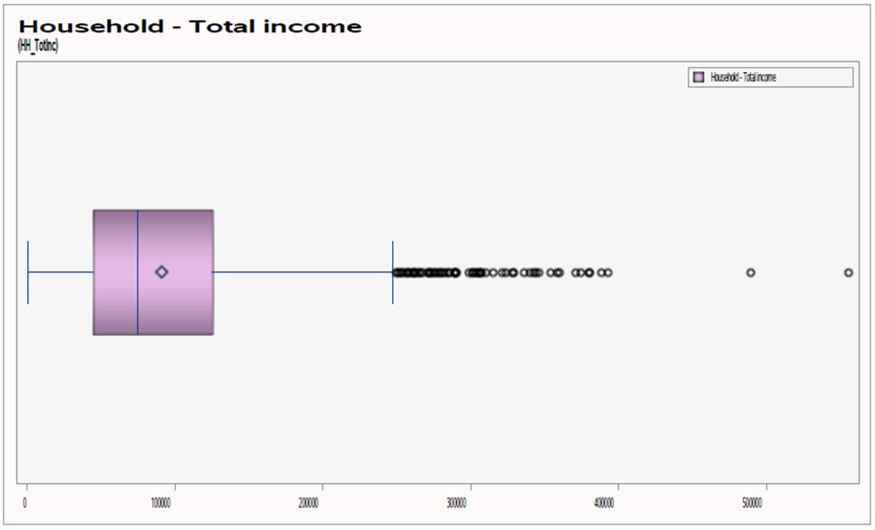 Household - Total income
(HH_TotInc)
Household - Total income
0 100000 200000 300000 400000 500000